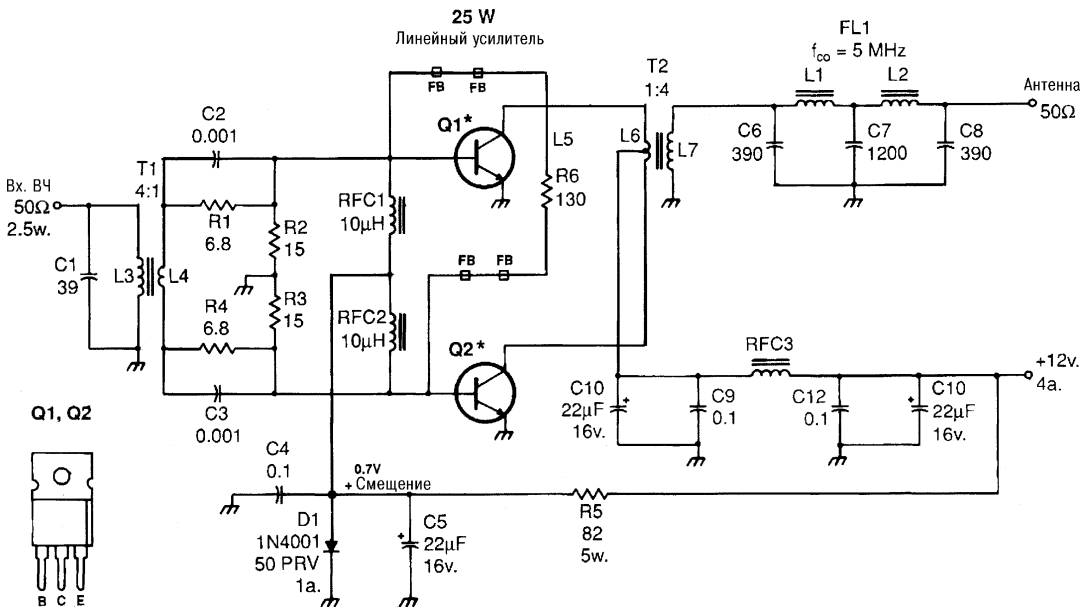 25 W
Линейный усилитель
FL1
fco = 5 MHz
L1
L2
Антенна
50Ω
FB
FB
T2
1:4
C2
0.001
Q1*
L5
L6
L7
C6
390
C7
1200
C8
390
T1
4:1
Вх. ВЧ
50Ω
2.5w.
R1
6.8
R2
15
RFC1
10µH
R6
130
C1
39
L3
L4
FB
FB
R4
6.8
R3
15
RFC2
10µH
Q2*
RFC3
+12v.
4a.
C3
0.001
C10
22µF
16v.
C9
0.1
C12
0.1
C10
22µF
16v.
Q1, Q2
C4
0.1
0.7V
+ Смещение
R5
82
5w.
D1
1N4001
50 PRV
1a.
+
C5
22µF
16v.
B C E